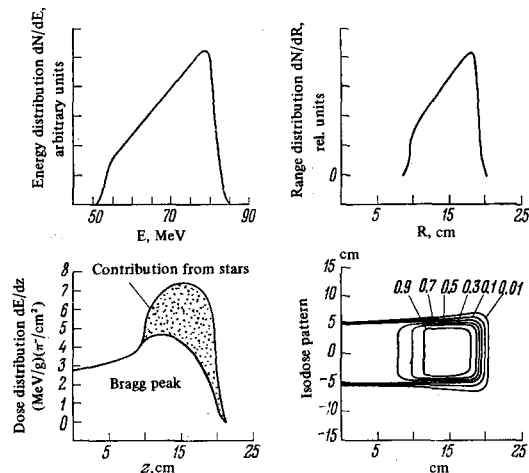 Energy distribution dN/dE,
arbitrary units
50 70 90
E, MeV
Range distribution dN/dR,
rel. units
0
5 15 25
R, cm
Dose distribution dE/dz
(MeV/g)(π⁻/cm²)
8
7
6
5
4
3
2
1
0
Contribution from stars
Bragg peak
5 15 25
z.cm
Isodose pattern
cm
15
10
5
0
-5
-10
-15
0.9 0.7 0.5 0.3 0.1 0.01
5 15 25
cm